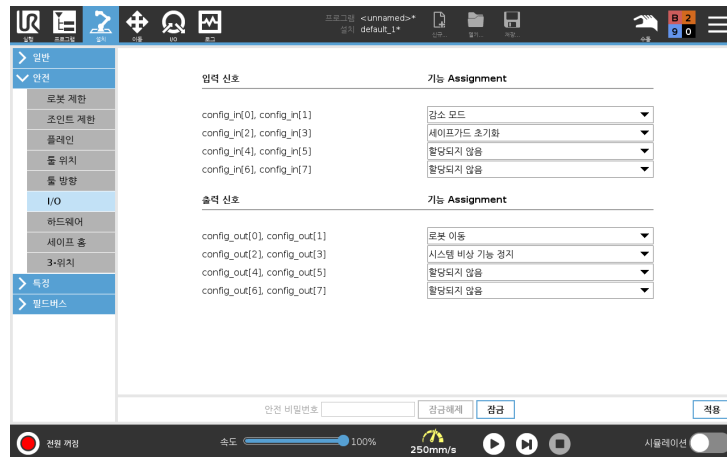 UR
실행
프로그램
설치
이동
I/O
로그
프로그램 <unnamed>*
설치 default_1*
신규...
열기...
저장...
수동
B 2
9 0
일반
안전
로봇 제한
조인트 제한
플레인
툴 위치
툴 방향
I/O
하드웨어
세이프 홈
3-위치
특징
필드버스
입력 신호 기능 Assignment
config_in[0], config_in[1] 감소 모드
config_in[2], config_in[3] 세이프가드 초기화
config_in[4], config_in[5] 할당되지 않음
config_in[6], config_in[7] 할당되지 않음
출력 신호 기능 Assignment
config_out[0], config_out[1] 로봇 이동
config_out[2], config_out[3] 시스템 비상 기능 정지
config_out[4], config_out[5] 할당되지 않음
config_out[6], config_out[7] 할당되지 않음
안전 비밀번호 잠금해제 잠금 적용
전원 꺼짐 속도 100% 250mm/s 시뮬레이션